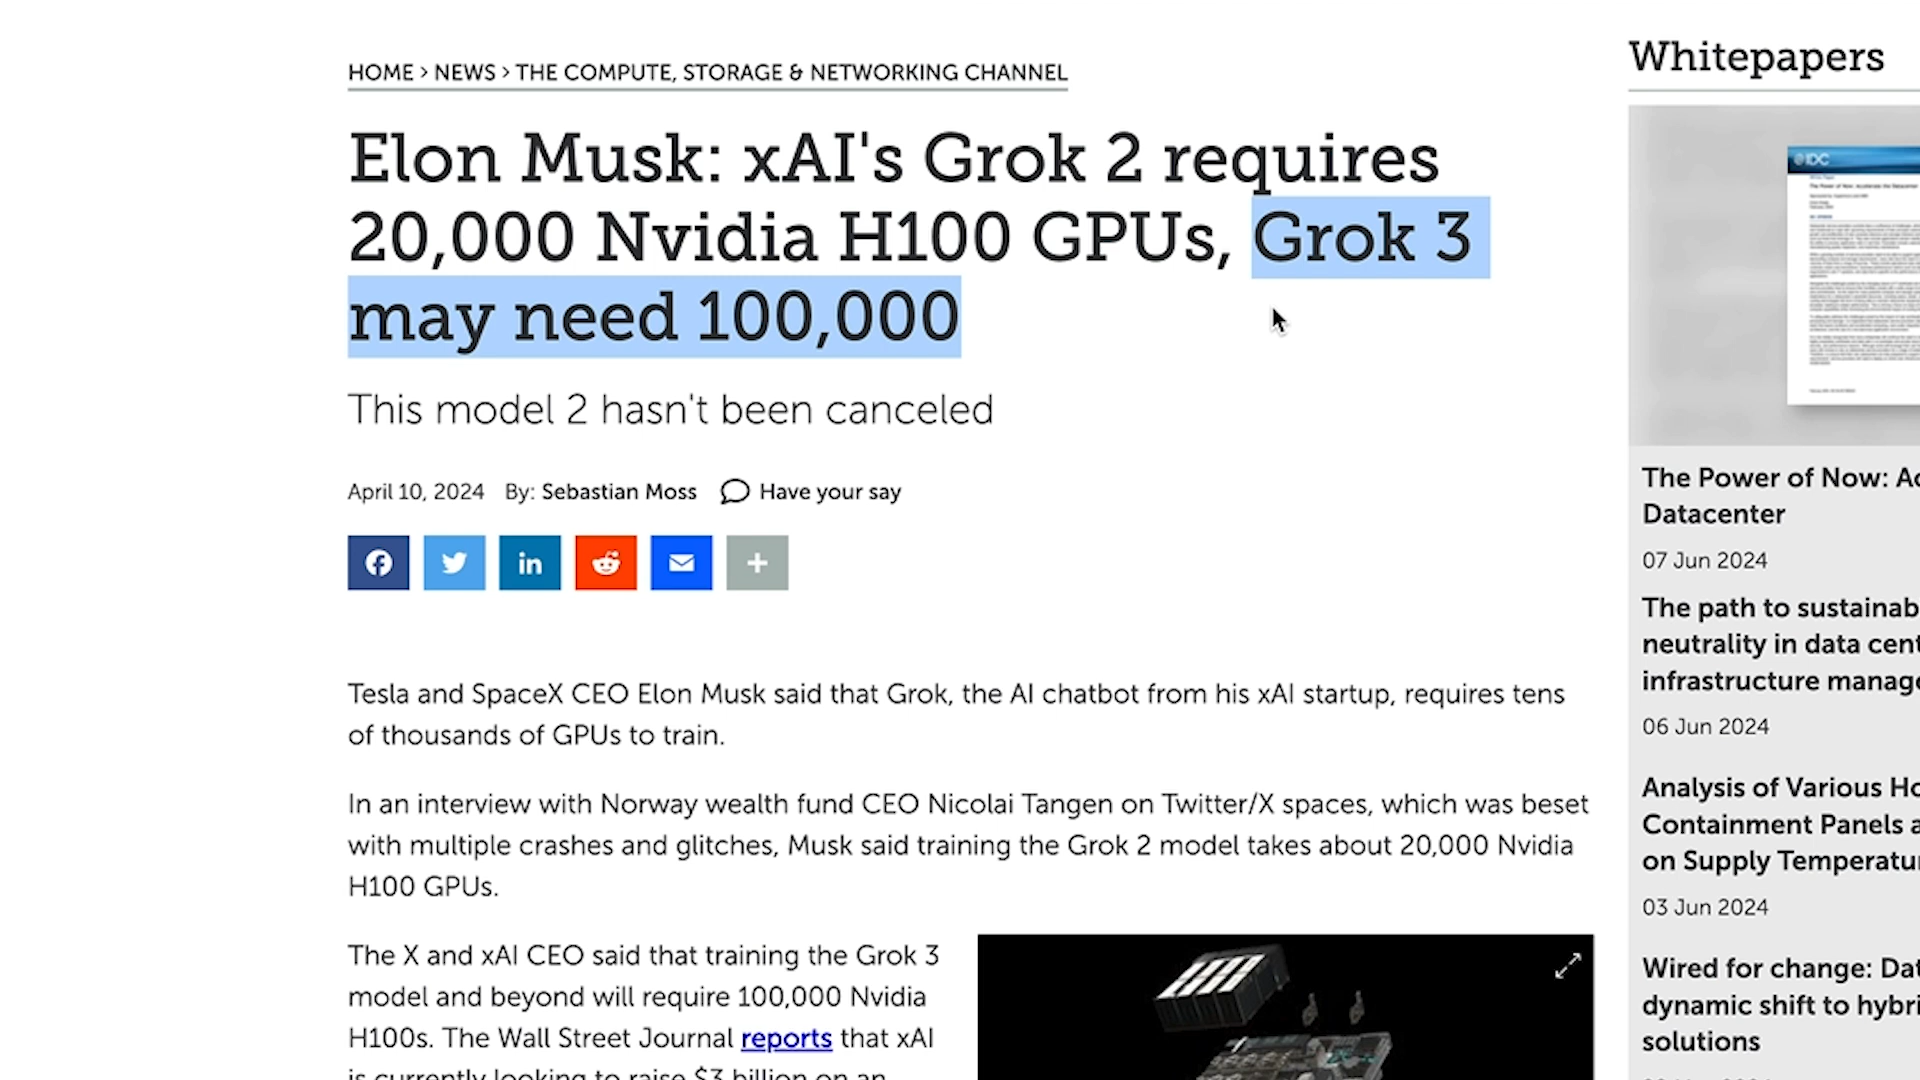 HOME > NEWS > THE COMPUTE, STORAGE & NETWORKING CHANNEL
Elon Musk: xAI's Grok 2 requires
20,000 Nvidia H100 GPUs, Grok 3
may need 100,000
This model 2 hasn't been canceled
April 10, 2024 By: Sebastian Moss Have your say
Tesla and SpaceX CEO Elon Musk said that Grok, the AI chatbot from his xAI startup, requires tens
of thousands of GPUs to train.
In an interview with Norway wealth fund CEO Nicolai Tangen on Twitter/X spaces, which was beset
with multiple crashes and glitches, Musk said training the Grok 2 model takes about 20,000 Nvidia
H100 GPUs.
The X and xAI CEO said that training the Grok 3
model and beyond will require 100,000 Nvidia
H100s. The Wall Street Journal reports that xAI
is currently looking to raise $3 billion on an
Whitepapers
IDC
The Power of Now: Ac
Datacenter
07 Jun 2024
The path to sustainab
neutrality in data cent
infrastructure manage
06 Jun 2024
Analysis of Various Ho
Containment Panels a
on Supply Temperatu
03 Jun 2024
Wired for change: Dat
dynamic shift to hybri
solutions